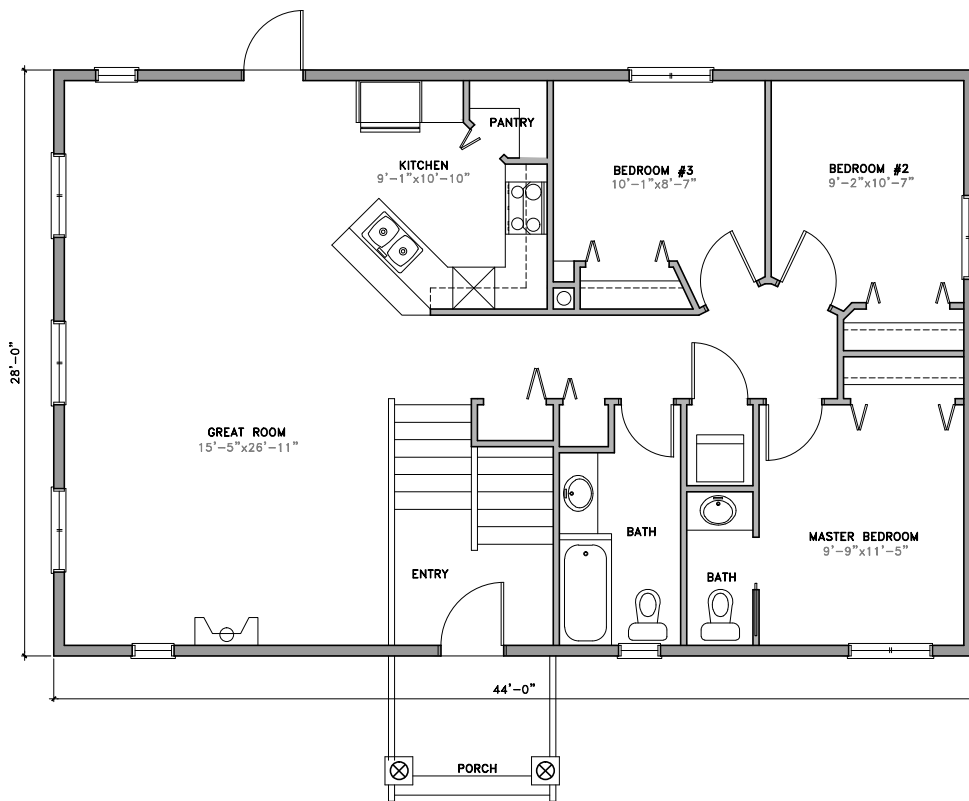 PANTRY
KITCHEN
9'-1"x10'-10"
BEDROOM #3
10'-1"x8'-7"
BEDROOM #2
9'-2"x10'-7"
28'-0"
GREAT ROOM
15'-5"x26'-11"
BATH
MASTER BEDROOM
9'-9"x11'-5"
ENTRY
BATH
44'-0"
PORCH